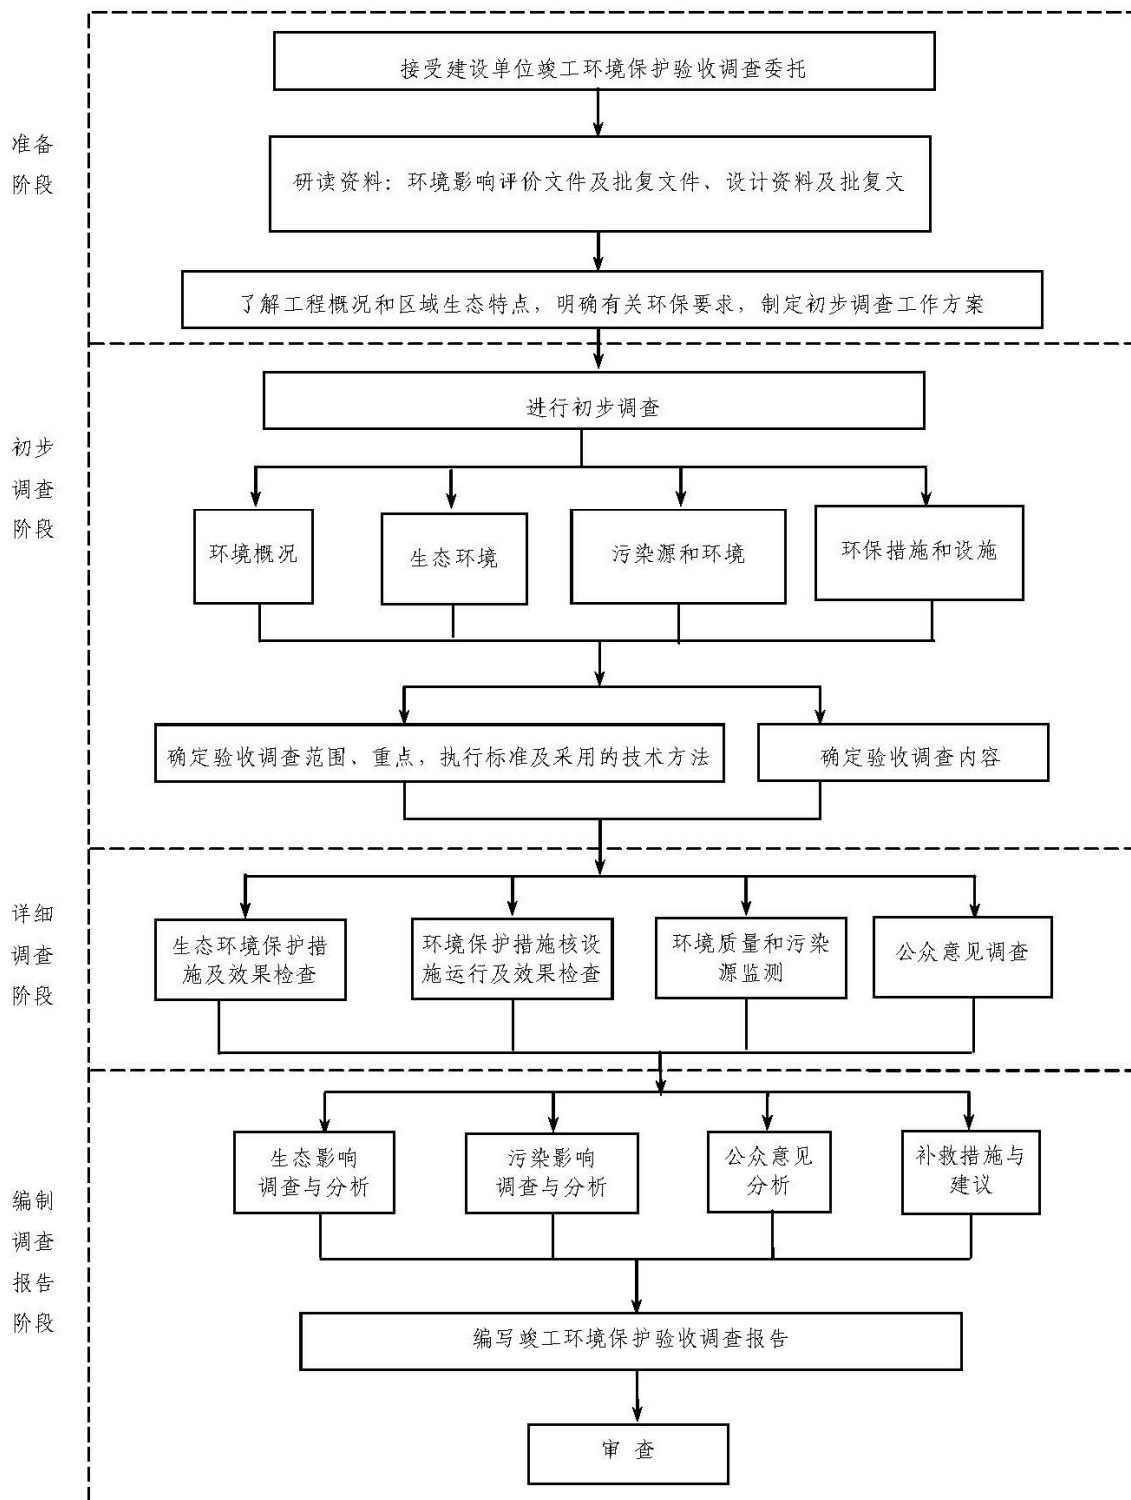 接受建设单位竣工环境保护验收调查委托
准备
阶段
研读资料：环境影响评价文件及批复文件、设计资料及批复文
了解工程概况和区域生态特点，明确有关环保要求，制定初步调查工作方案
进行初步调查
初步
调查
阶段
环境概况
生态环境
污染源和环境
环保措施和设施
确定验收调查范围、重点，执行标准及采用的技术方法
确定验收调查内容
详细
调查
阶段
生态环境保护措
施及效果检查
环境保护措施核设
施运行及效果检查
环境质量和污染
源监测
公众意见调查
编制
调查
报告
阶段
生态影响
调查与分析
污染影响
调查与分析
公众意见
分析
补救措施与
建议
编写竣工环境保护验收调查报告
审 查